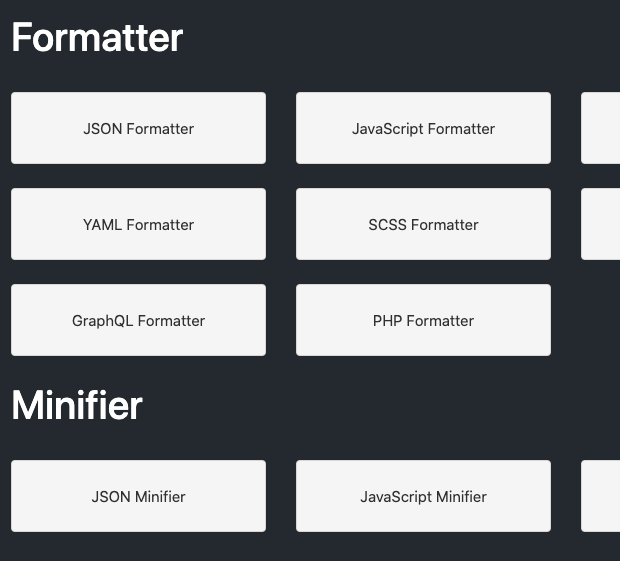 Formatter
JSON Formatter
JavaScript Formatter
YAML Formatter
SCSS Formatter
GraphQL Formatter
PHP Formatter
Minifier
JSON Minifier
JavaScript Minifier